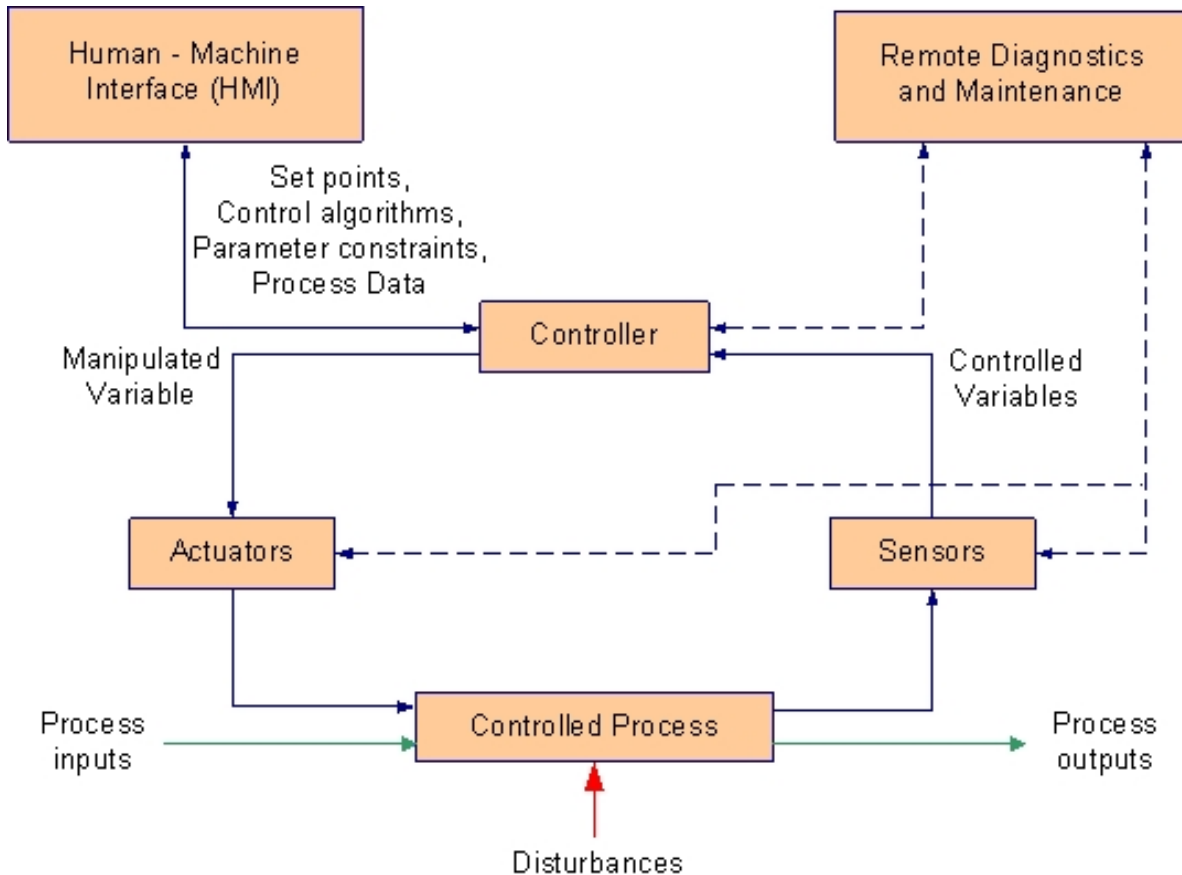 Human - Machine
Interface (HMI)
Remote Diagnostics
and Maintenance
Set points,
Control algorithms,
Parameter constraints,
Process Data
Controller
Manipulated
Variable
Controlled
Variables
Actuators
Sensors
Process
inputs
Controlled Process
Process
outputs
Disturbances